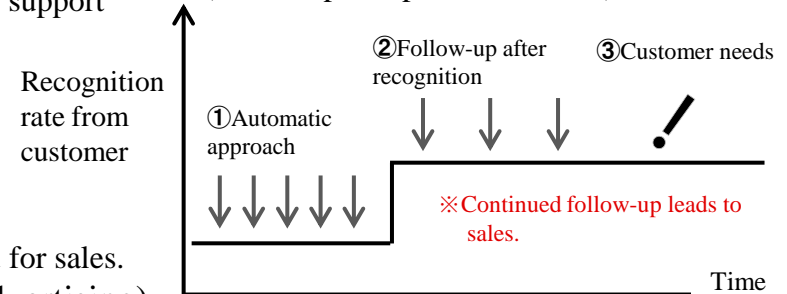 support
②Follow-up after
recognition
③Customer needs
Recognition
rate from
customer
①Automatic
approach
※Continued follow-up leads to
sales.
for sales.
Time